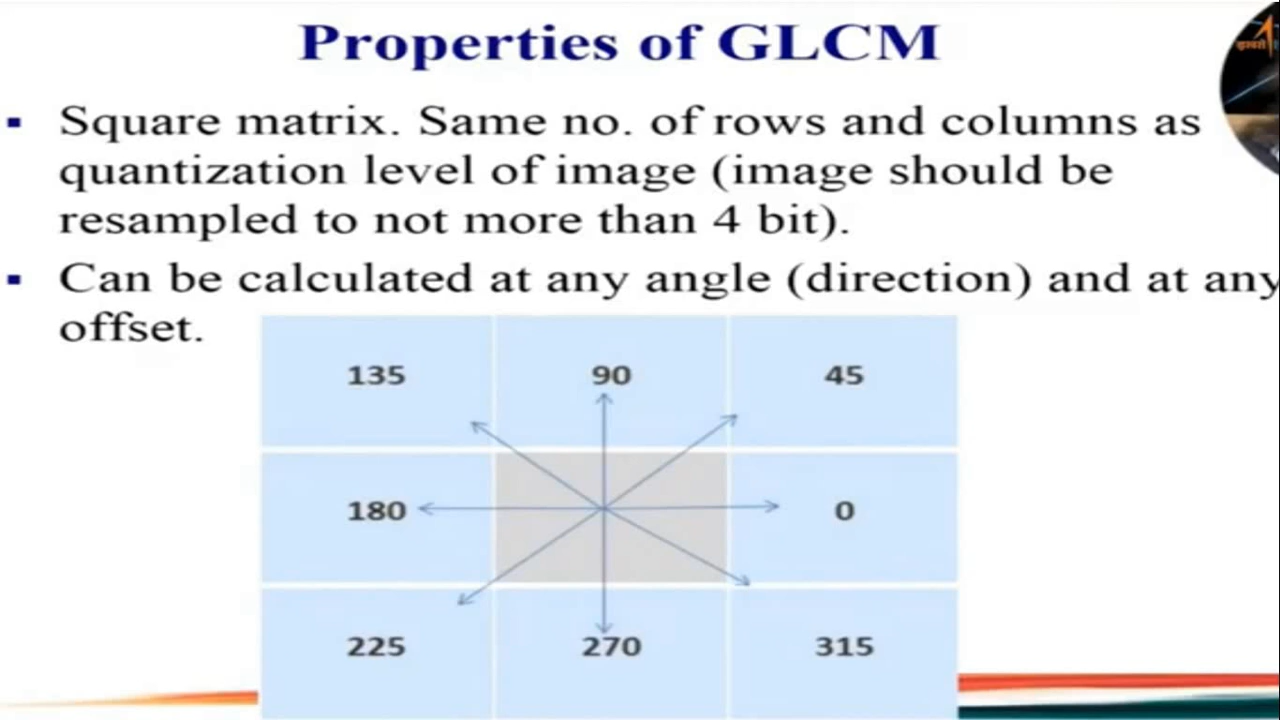 Properties of GLCM
▪ Square matrix. Same no. of rows and columns as
quantization level of image (image should be
resampled to not more than 4 bit).
▪ Can be calculated at any angle (direction) and at any
offset.
135 90 45
180 0
225 270 315
इसरो